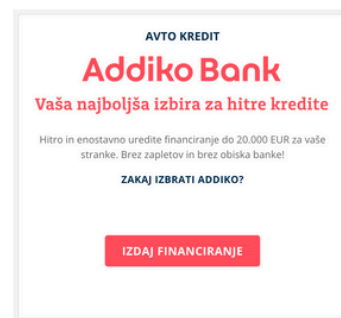 AVTO KREDIT
Addiko Bank
Vaša najboljša izbira za hitre kredite
Hitro in enostavno uredite financiranje do 20.000 EUR za vaše
stranke. Brez zapletov in brez obiska banke!
ZAKAJ IZBRATI ADDIKO?
IZDAJ FINANCIRANJE